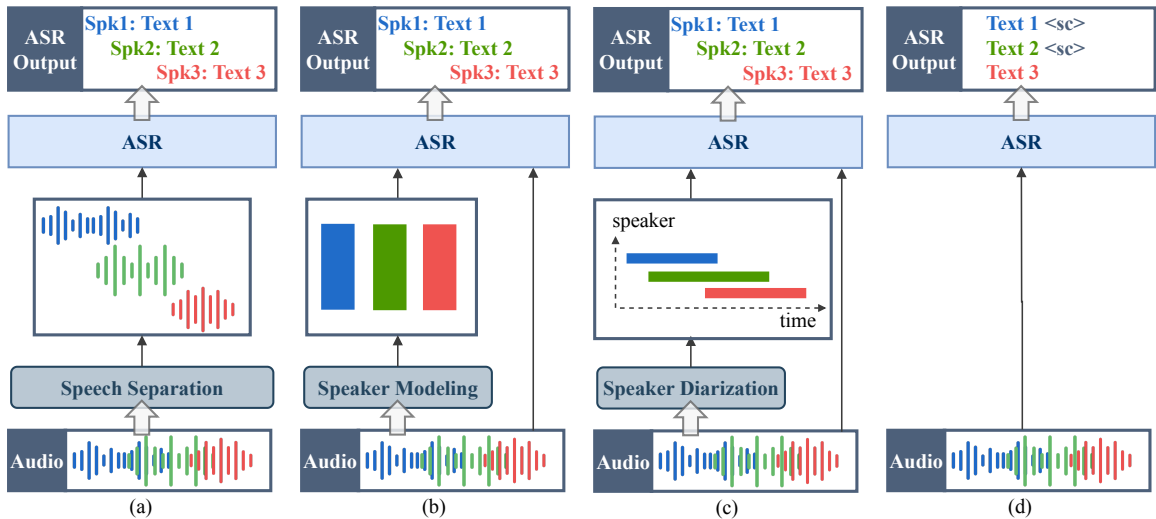 ASR
Output
Spk1: Text 1
Spk2: Text 2
Spk3: Text 3
ASR
Speech Separation
Audio
(a)
ASR
Output
Spk1: Text 1
Spk2: Text 2
Spk3: Text 3
ASR
Speaker Modeling
Audio
(b)
ASR
Output
Spk1: Text 1
Spk2: Text 2
Spk3: Text 3
ASR
speaker
time
Speaker Diarization
Audio
(c)
ASR
Output
Text 1 <sc>
Text 2 <sc>
Text 3
ASR
Audio
(d)